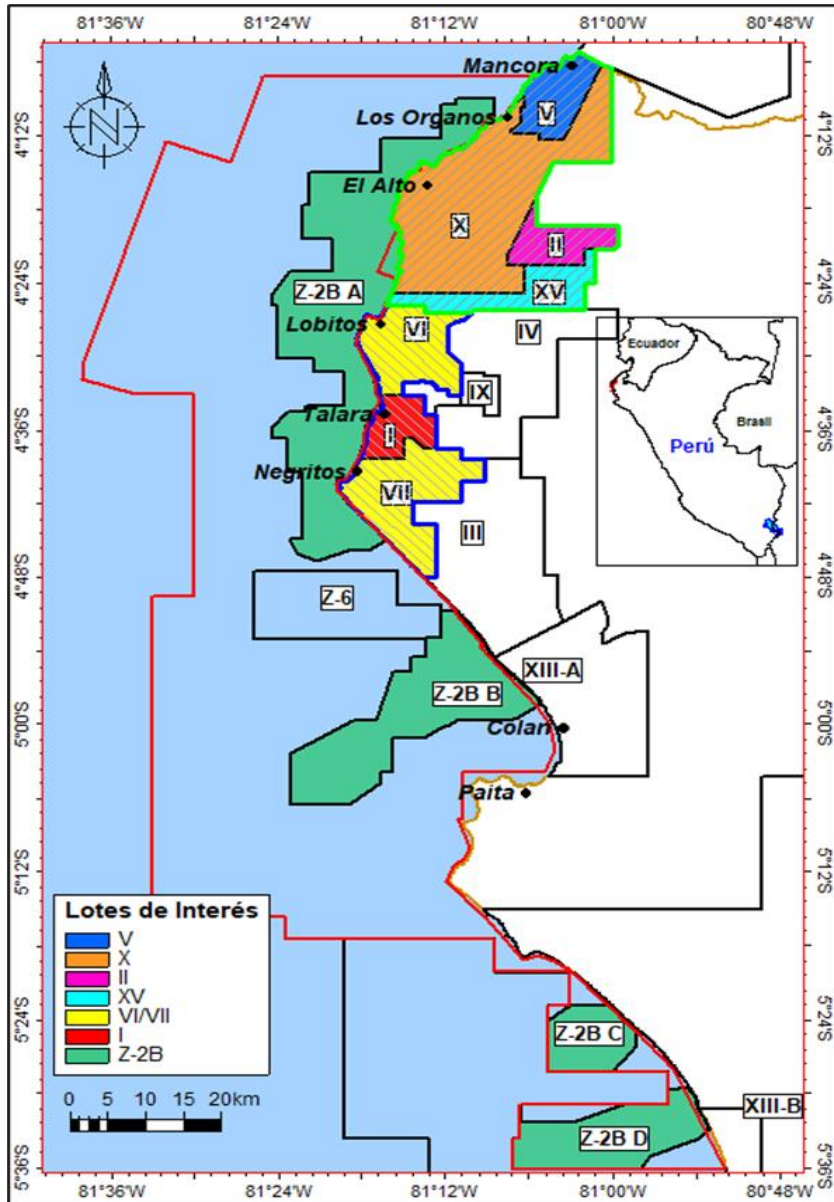 81°36'W 81°24'W 81°12'W 81°00'W 80°48'W
Mancora
Los Organos
V
4°12'S
4°12'S
El Alto
X
II
4°24'S
Z-2B A
XV
4°24'S
Lobitos
VI
IV
Ecuador
IX
Talara
I
4°36'S
Brasil
4°36'S
Perú
Negritos
VII
III
4°48'S
Z-6
4°48'S
XIII-A
Z-2B B
5°00'S
Colan
5°00'S
Paita
5°12'S
5°12'S
Lotes de Interés
V
X
II
XV
VI/VII
I
Z-2B
5°24'S
Z-2B C
5°24'S
0 5 10 15 20km
XIII-B
Z-2B D
5°36'S
5°36'S
81°36'W 81°24'W 81°12'W 81°00'W 80°48'W
N